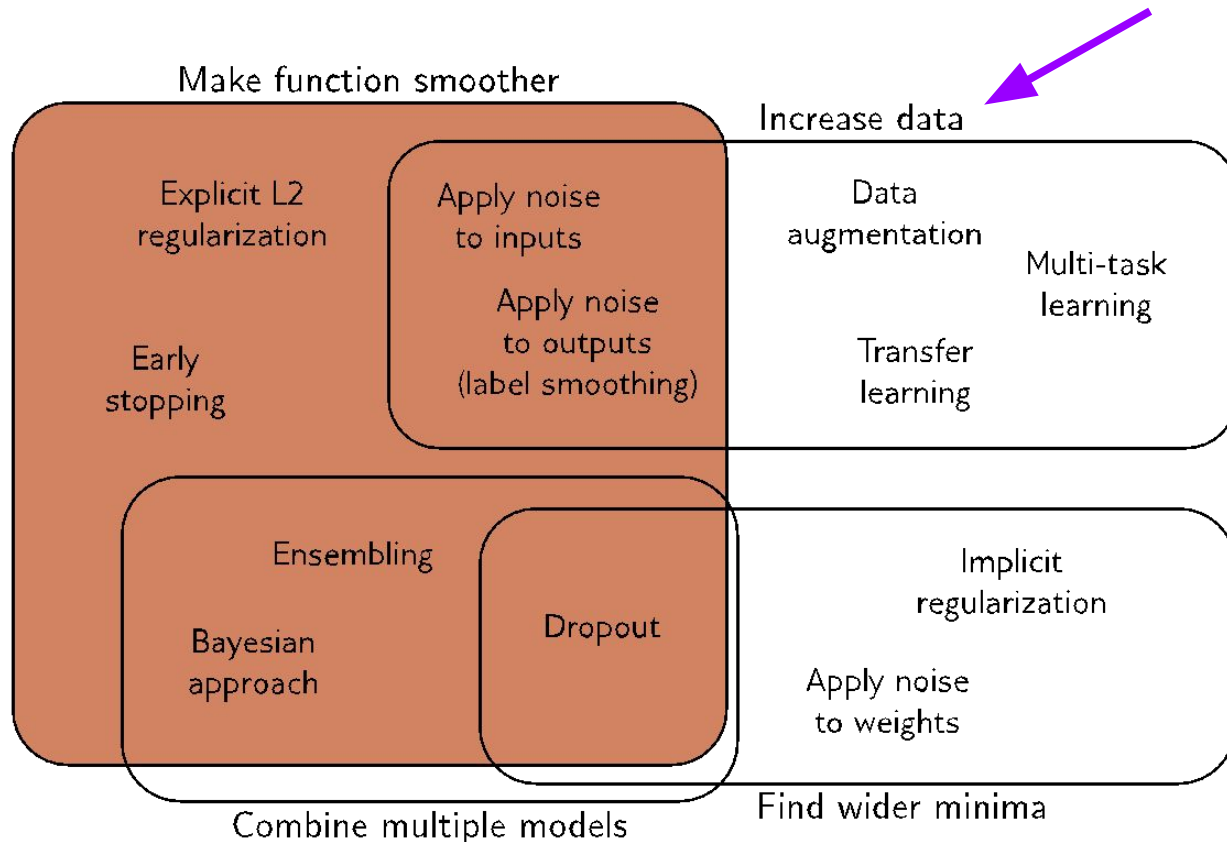 Make function smoother
Increase data
Explicit L2
regularization
Apply noise
to inputs
Data
augmentation
Multi-task
learning
Apply noise
to outputs
(label smoothing)
Early
stopping
Transfer
learning
Ensembling
Bayesian
approach
Dropout
Implicit
regularization
Apply noise
to weights
Combine multiple models
Find wider minima